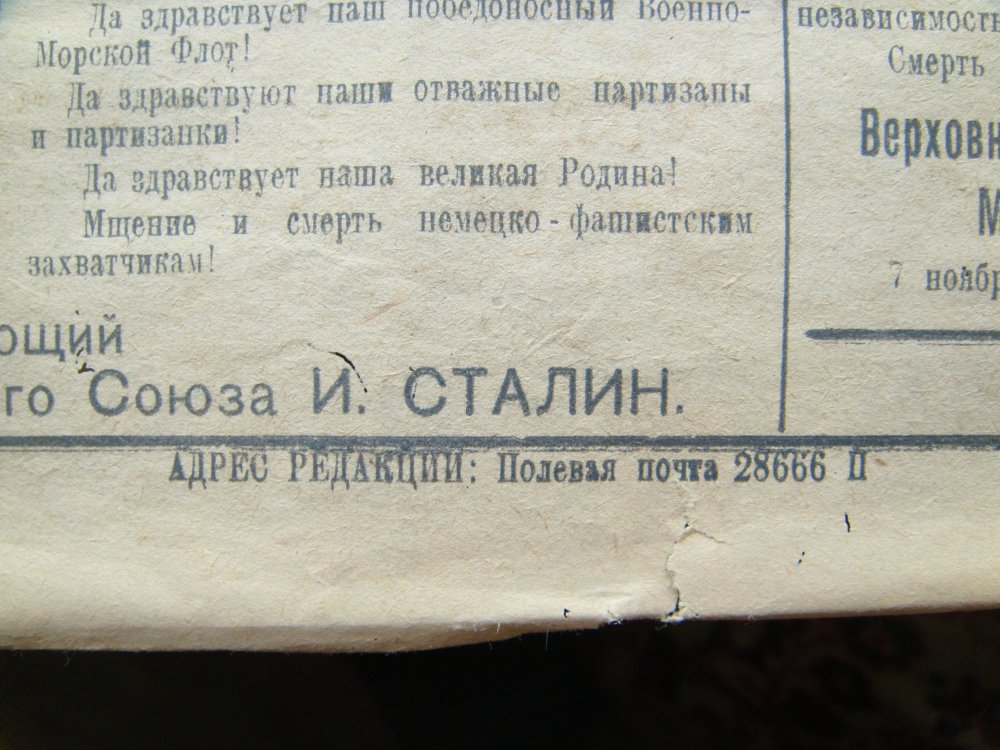 Да здравствует наш победоносный Военно-
Морской Флот!
Да здравствуют наши отважные партизаны
и партизанки!
Да здравствует наша великая Родина!
Мщение и смерть немецко-фашистским
захватчикам!
ющий
го Союза И. СТАЛИН.
независимость
Смерть
Верховн
М
7 ноябр
АДРЕС РЕДАКЦИИ: Полевая почта 28666 П